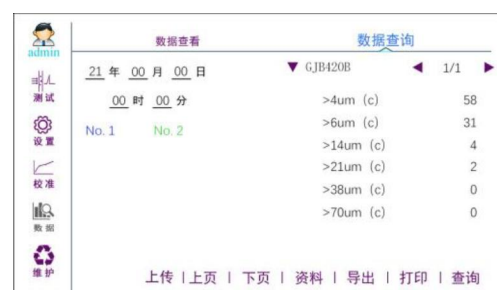 admin
测试
设置
校准
数据
维护
数据查看
21 年 00 月 00 日
00 时 00 分
No. 1 No. 2
数据查询
▼ GJB420B ◀ 1/1 ▶
>4um (c) 58
>6um (c) 31
>14um (c) 4
>21um (c) 2
>38um (c) 0
>70um (c) 0
上传 | 上页 | 下页 | 资料 | 导出 | 打印 | 查询